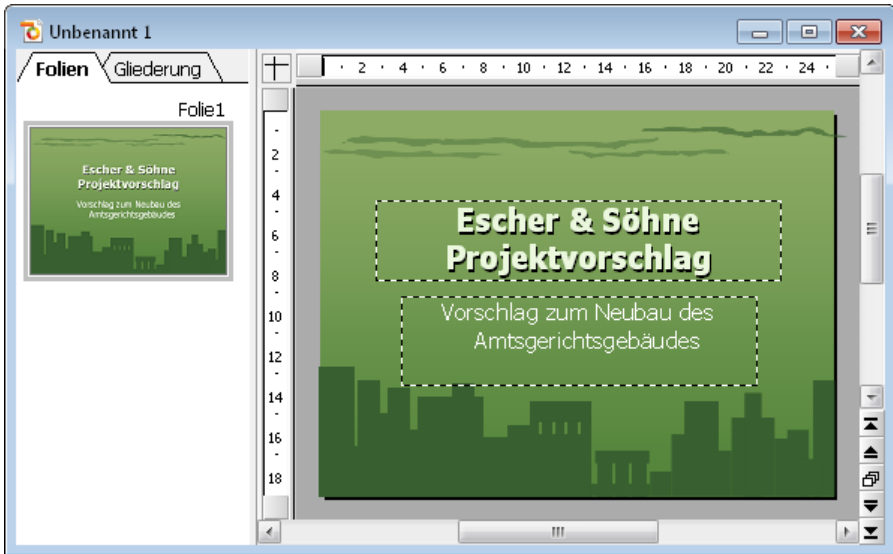 Unbenannt 1
Folien Gliederung
2 4 6 8 10 12 14 16 18 20 22 24
Folie1
Escher & Söhne
Projektvorschlag
Vorschlag zum Neubau des
Amtsgerichtsgebäudes
2
4
6
8
10
12
14
16
18
Escher & Söhne
Projektvorschlag
Vorschlag zum Neubau des
Amtsgerichtsgebäudes